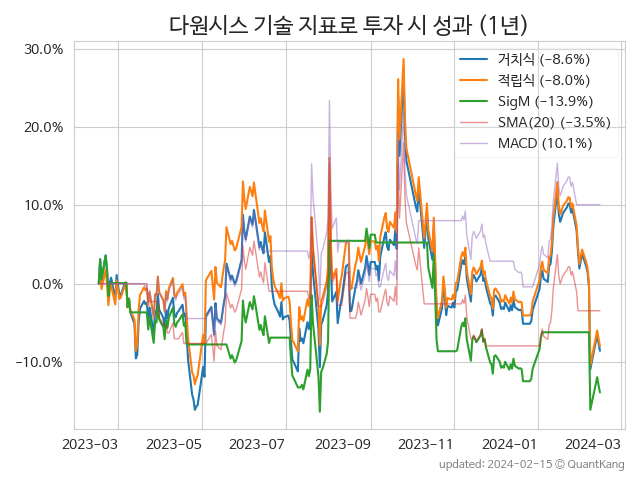 다원시스 기술 지표로 투자 시 성과 (1년)
30.0%
20.0%
10.0%
0.0%
−10.0%
거치식 (−8.6%)
적립식 (−8.0%)
SigM (−13.9%)
SMA(20) (−3.5%)
MACD (10.1%)
2023−03 2023−05 2023−07 2023−09 2023−11 2024−01 2024−03
updated: 2024−02−15 ⓒ QuantKang